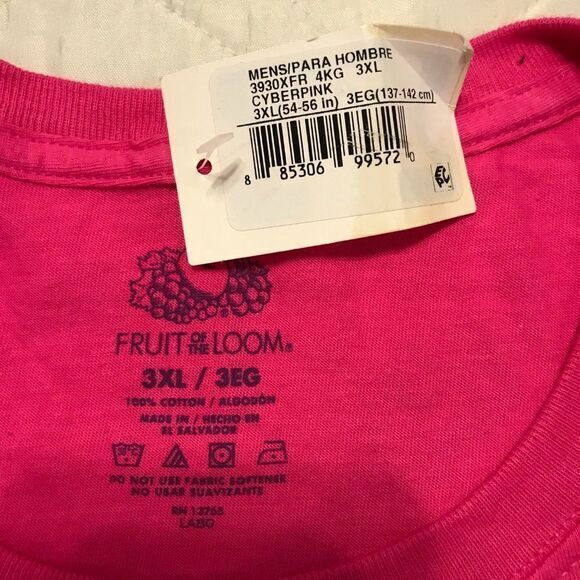 MENS/PARA HOMBRE
3930XFR 4KG 3XL
CYBERPINK
3XL(54-56 in) 3EG(137-142 cm)
8 85306 99572 0
EPC
FRUIT OF THE LOOM®
3XL / 3EG
100% COTTON / ALGODÓN
MADE IN / HECHO EN
EL SALVADOR
DO NOT USE FABRIC SOFTENER
NO USAR SUAVIZANTE
RN 13765
LABG